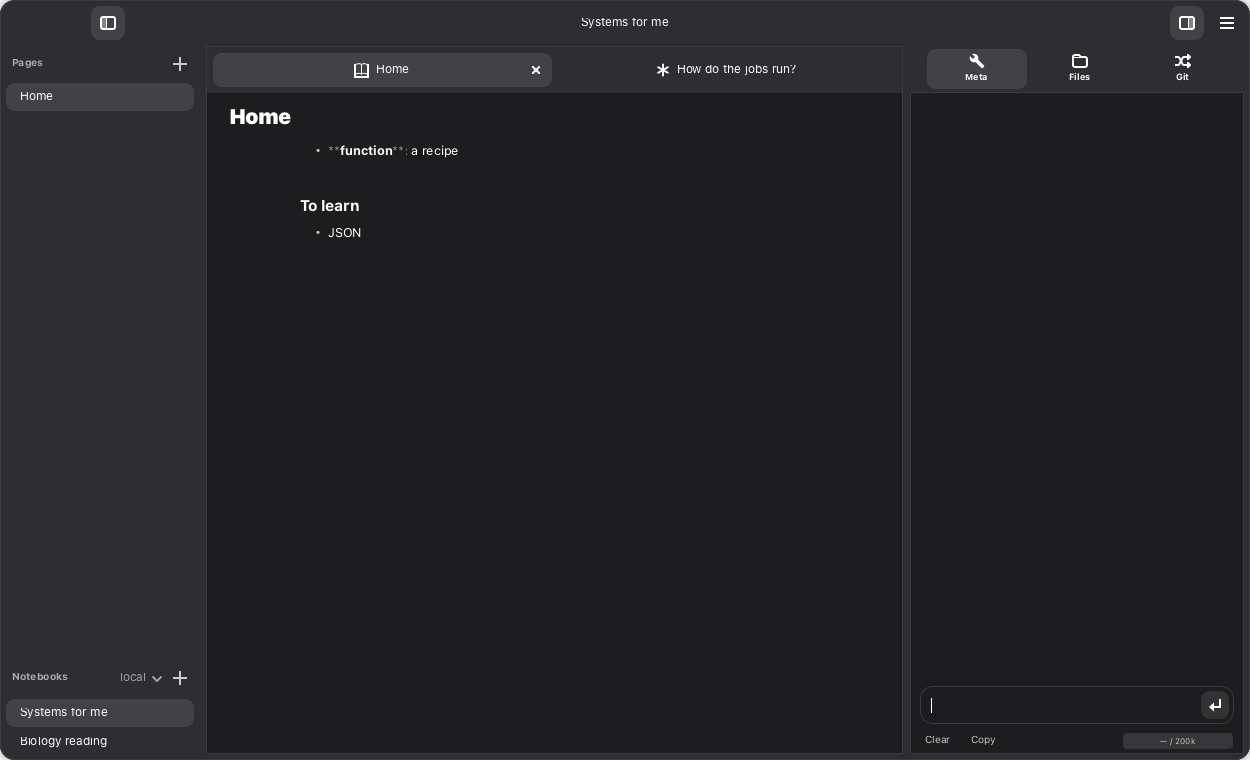 Systems for me
Pages
Home
Home
How do the jobs run?
Meta
Files
Git
Home
• **function**: a recipe
To learn
• JSON
Notebooks
local
Systems for me
Biology reading
Clear
Copy
— / 200k